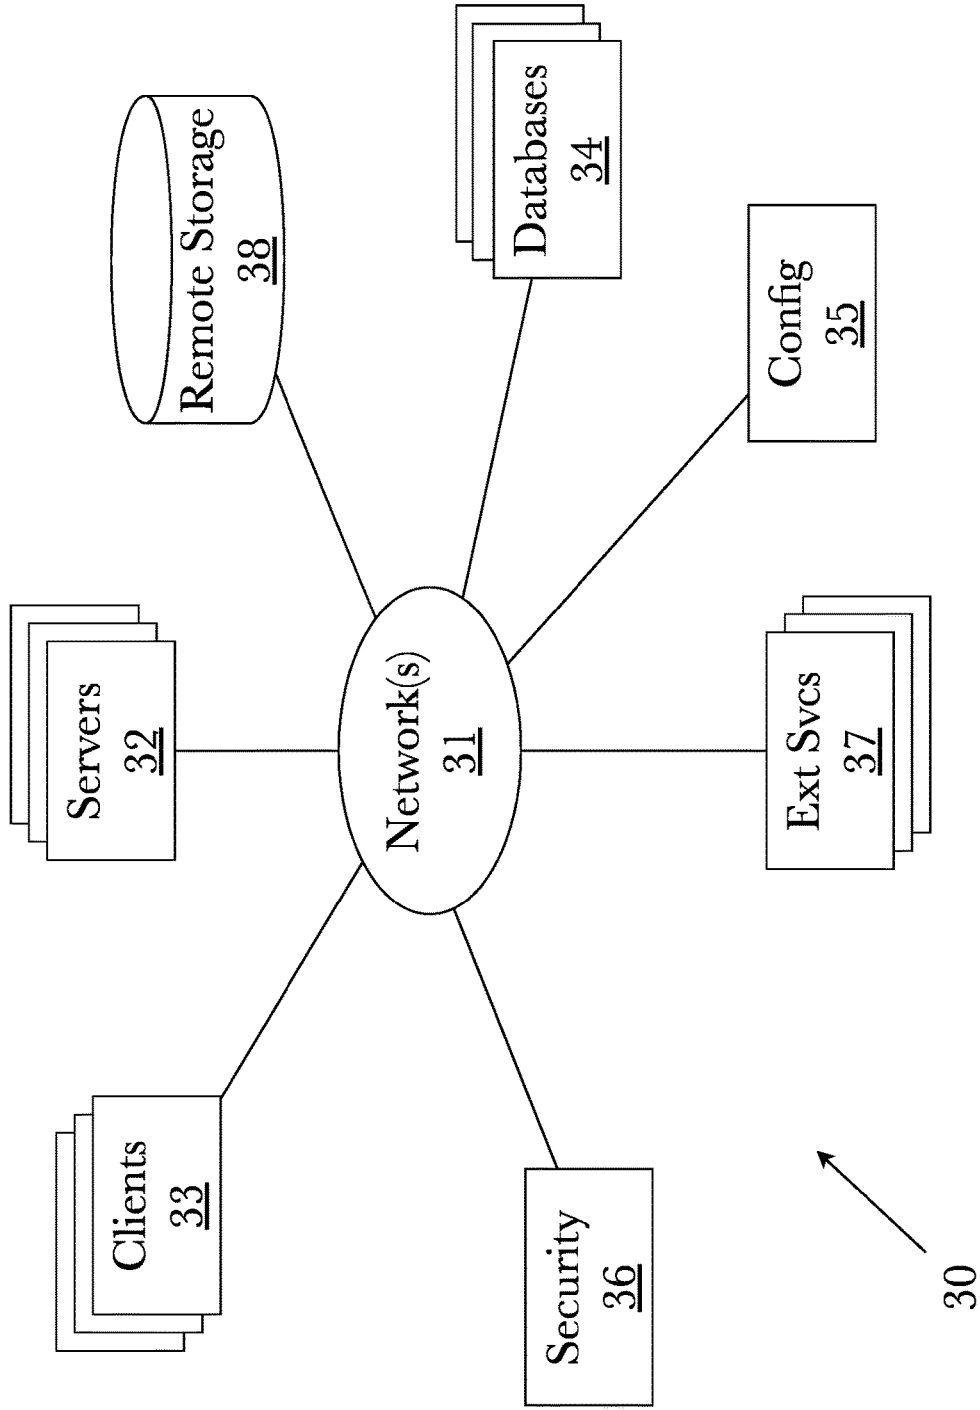 Servers
32
Remote Storage
38
Clients
33
Network(s)
31
Databases
34
Security
36
Config
35
Ext Svcs
37
30